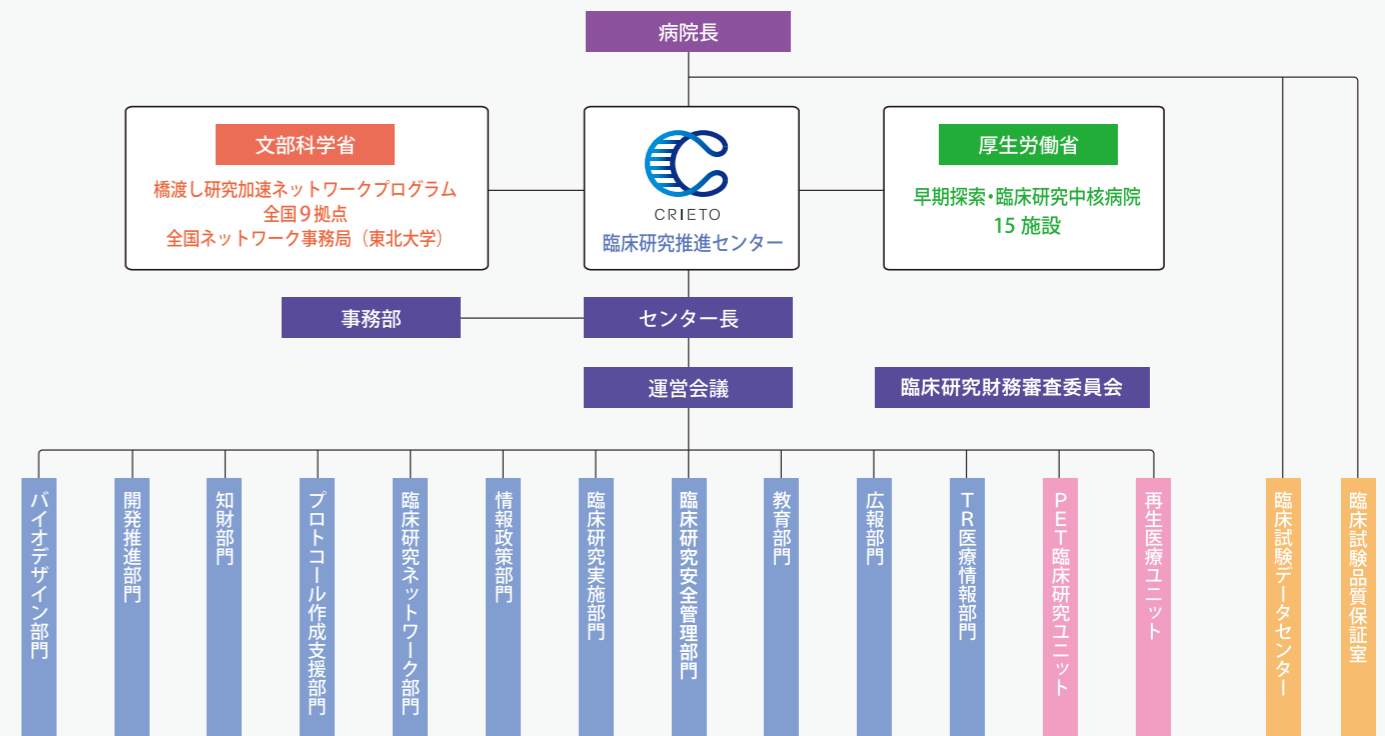 病院長
文部科学省
橋渡し研究加速ネットワークプログラム
全国9拠点
全国ネットワーク事務局（東北大学）
CRIETO
臨床研究推進センター
厚生労働省
早期探索・臨床研究中核病院
15 施設
事務部
センター長
運営会議
臨床研究財務審査委員会
バイオデザイン部門
開発推進部門
知財部門
プロトコール作成支援部門
臨床研究ネットワーク部門
情報政策部門
臨床研究実施部門
臨床研究安全管理部門
教育部門
広報部門
TR医療情報部門
PET臨床研究ユニット
再生医療ユニット
臨床試験データセンター
臨床試験品質保証室